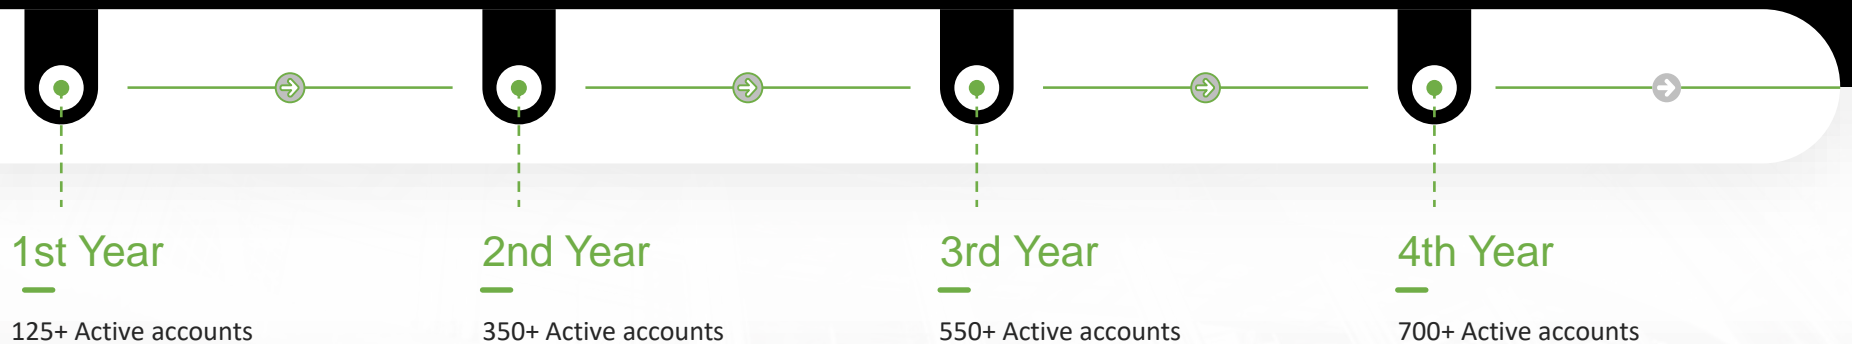 1st Year
2nd Year
3rd Year
4th Year
125+ Active accounts
350+ Active accounts
550+ Active accounts
700+ Active accounts